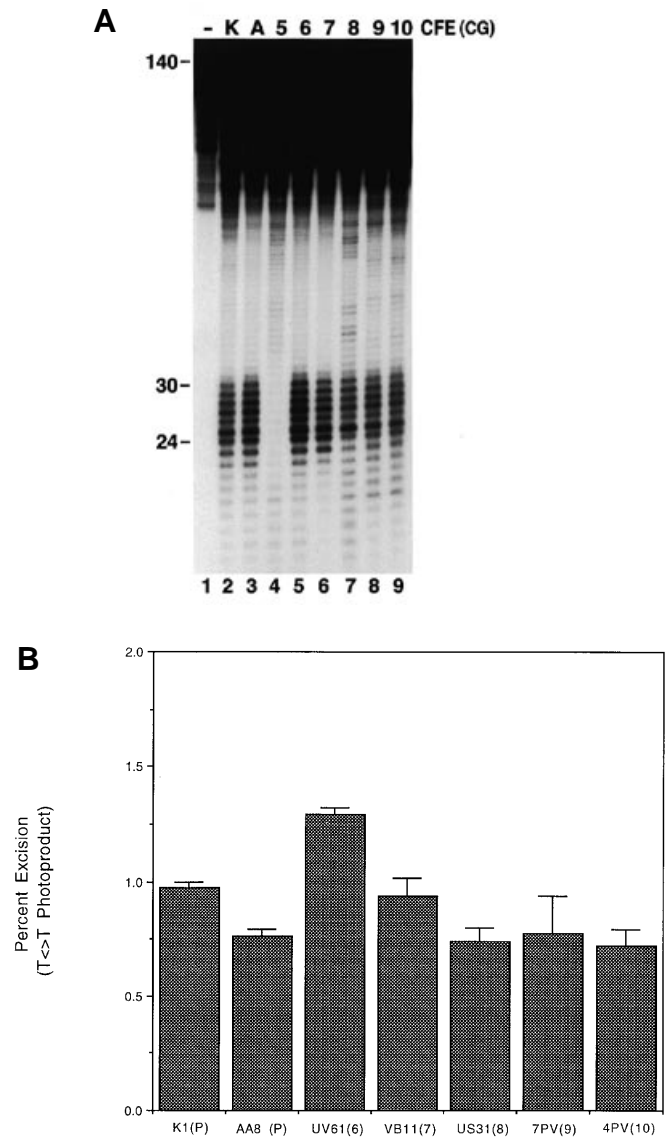 A
– K A 5 6 7 8 9 10 CFE (CG)
140–
30–
24–
1 2 3 4 5 6 7 8 9
B
2.0
1.5
1.0
0.5
0.0
Percent Excision
(T<>T Photoproduct)
K1(P) AA8 (P) UV61(6) VB11(7) US31(8) 7PV(9) 4PV(10)